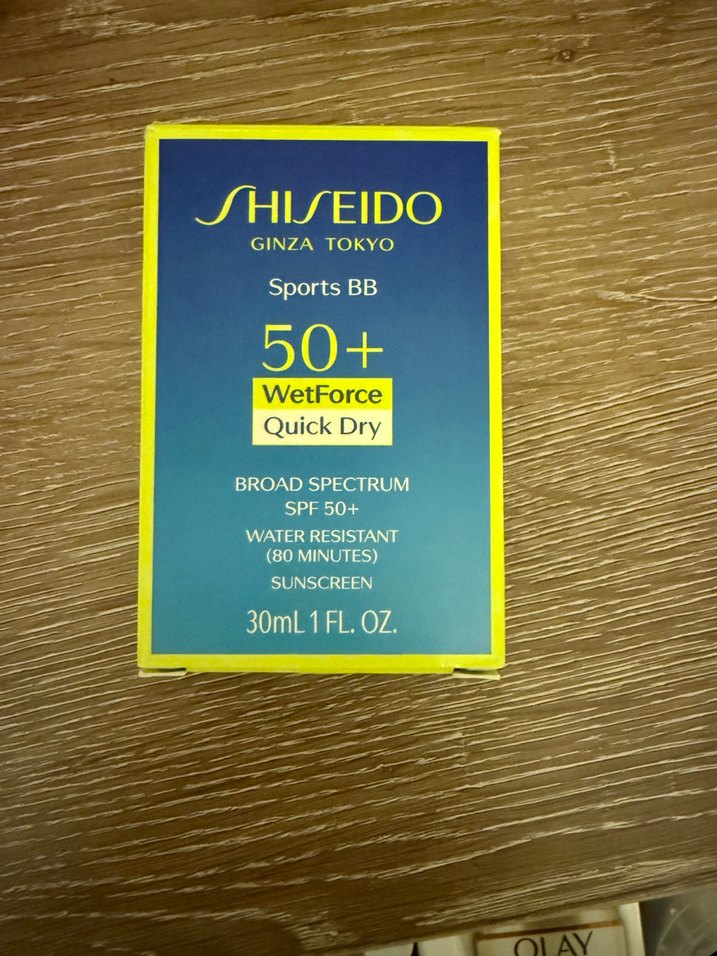 SHISEIDO
GINZA TOKYO
Sports BB
50+
WetForce
Quick Dry
BROAD SPECTRUM
SPF 50+
WATER RESISTANT
(80 MINUTES)
SUNSCREEN
30mL 1 FL. OZ.
OLAY